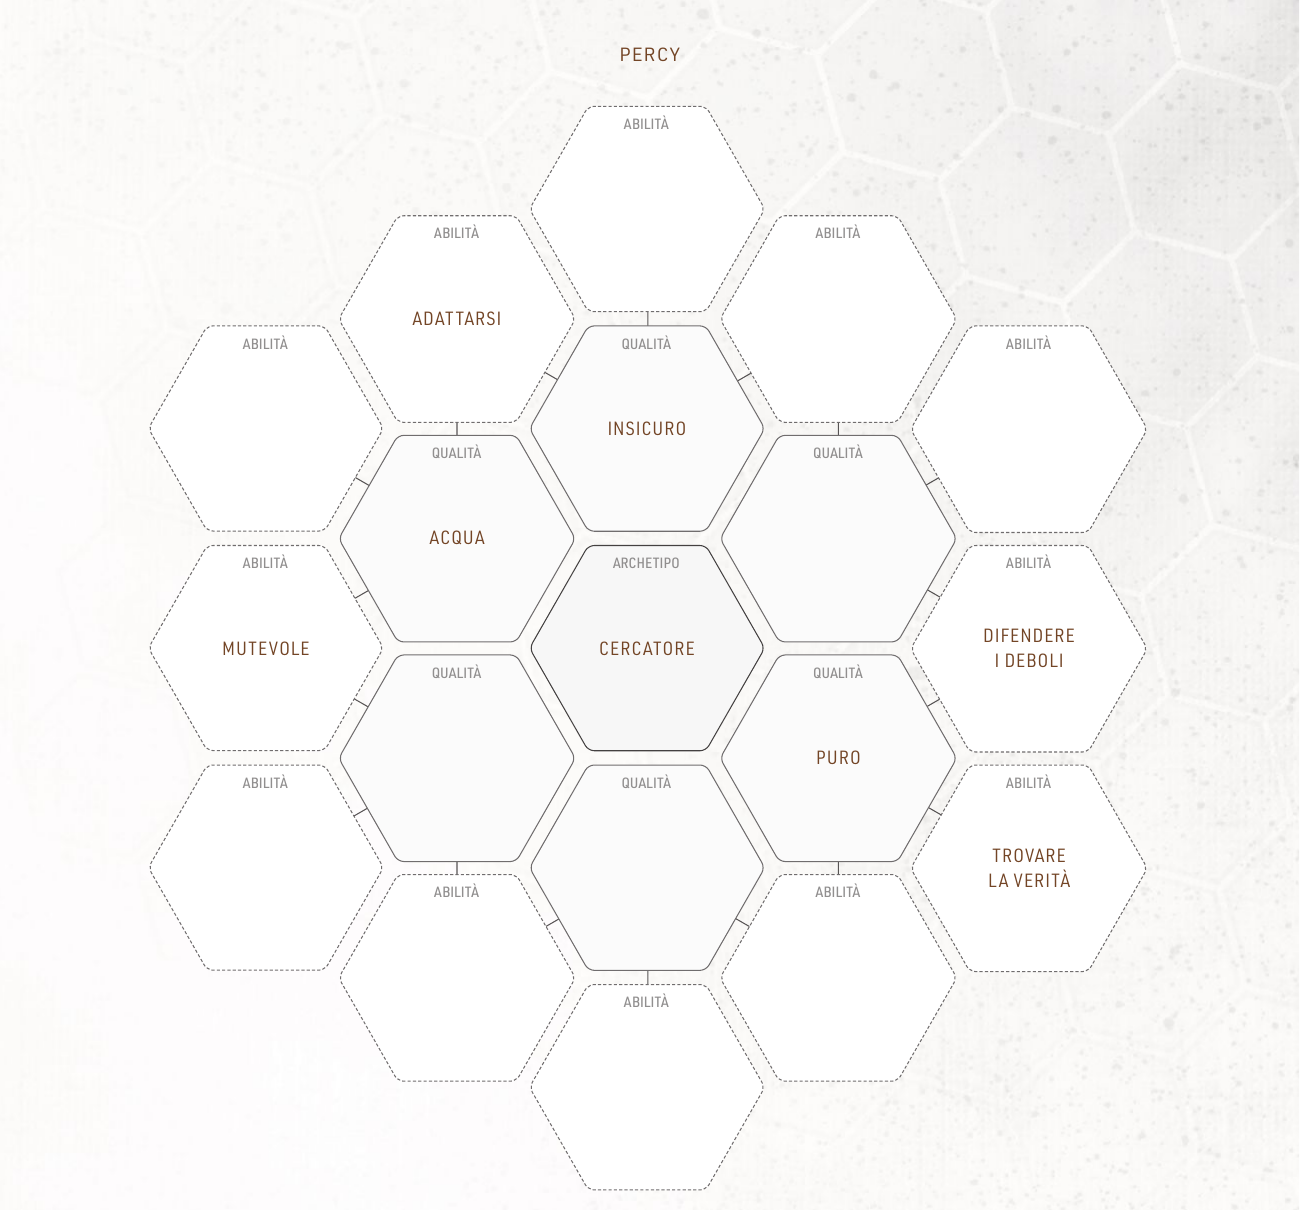 PERCY
ABILITÀ
ABILITÀ
ABILITÀ
ADATTARSI
ABILITÀ
QUALITÀ
ABILITÀ
INSICURO
QUALITÀ
QUALITÀ
ACQUA
ABILITÀ
ARCHETIPO
ABILITÀ
MUTEVOLE
CERCATORE
DIFENDERE
I DEBOLI
QUALITÀ
QUALITÀ
PURO
ABILITÀ
QUALITÀ
ABILITÀ
TROVARE
LA VERITÀ
ABILITÀ
ABILITÀ
ABILITÀ